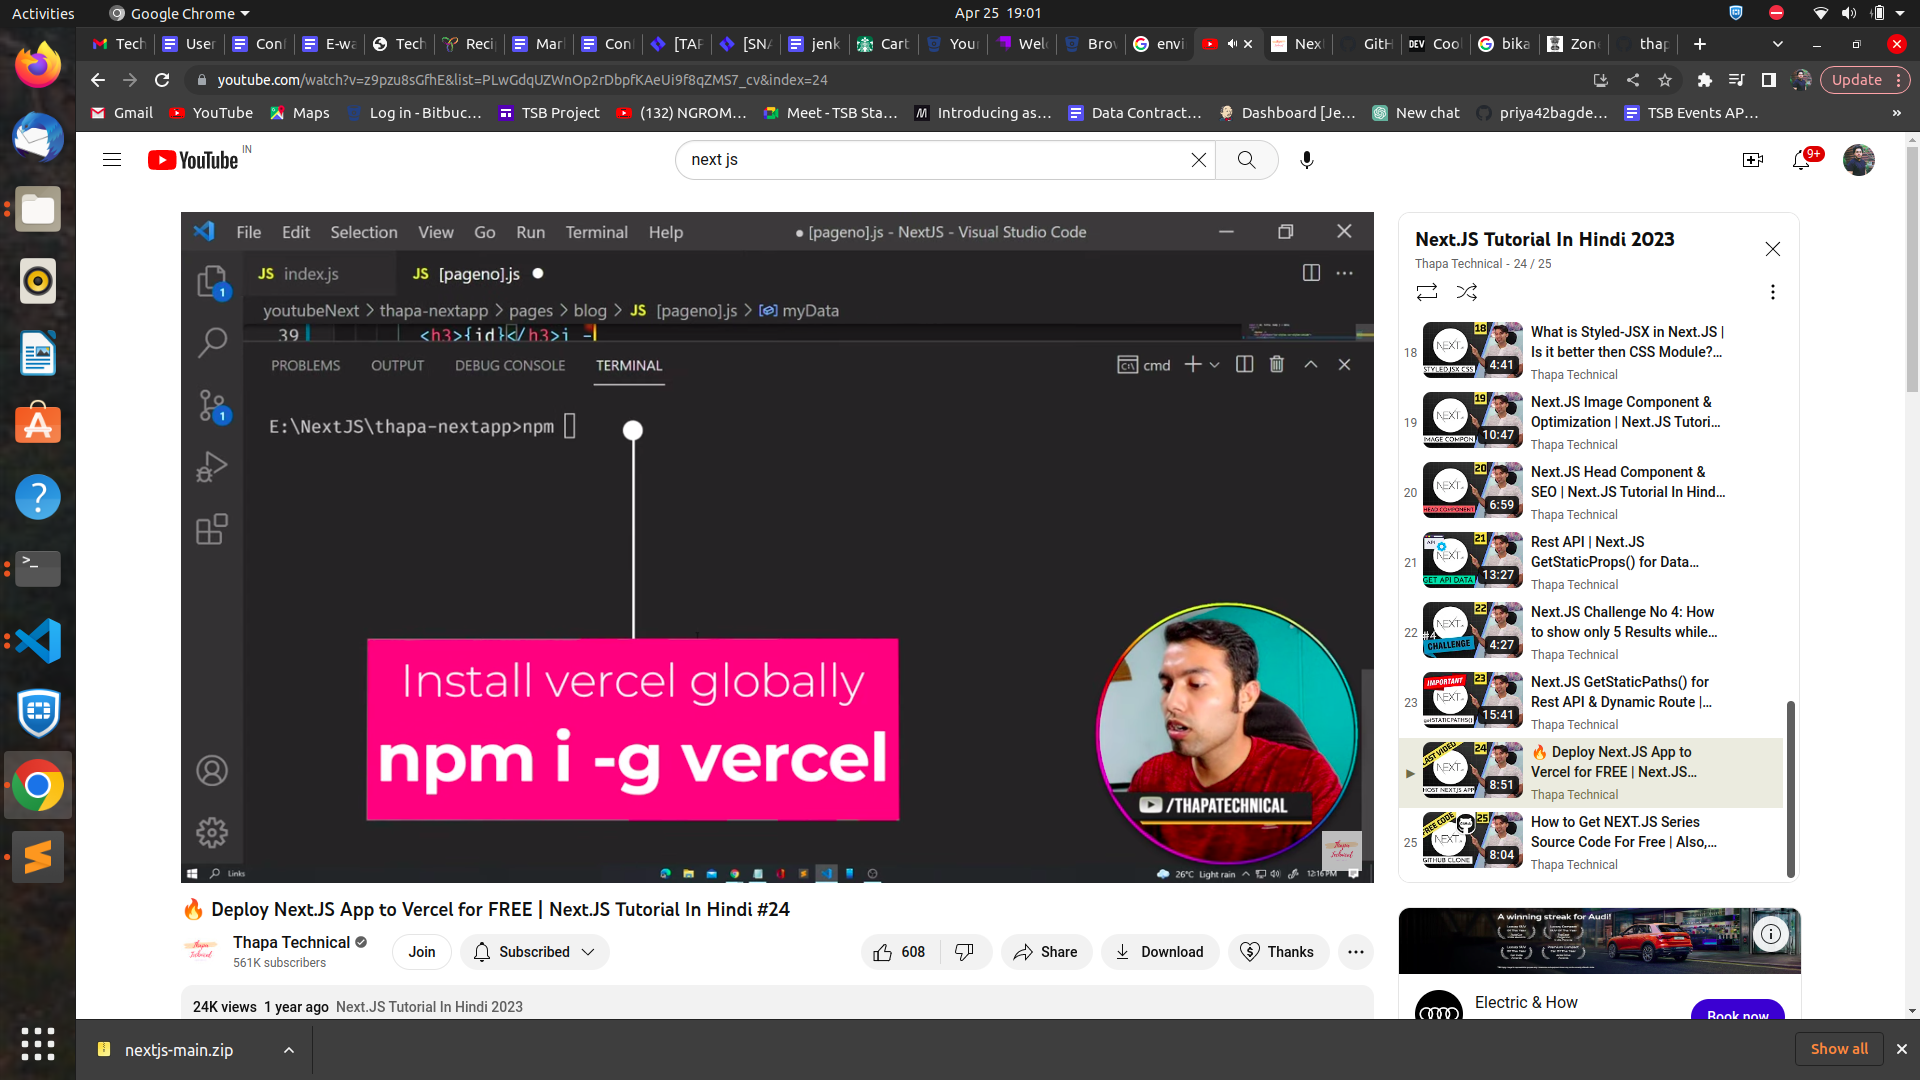 Activities
Google Chrome
Apr 25 19:01
Tech
User
Conf
E-wa
Tech
Reci
Mar
Conf
[TAP
[SNA
jenk
Cart
Your
Welc
Brov
envi
Next
GitH
Cool
bika
Zon
thap
youtube.com/watch?v=z9pzu8sGfhE&list=PLwGdqUZWnOp2rDbpfKAeUi9f8qZMS7_cv&index=24
Update
Gmail
YouTube
Maps
Log in - Bitbuc...
TSB Project
(132) NGROM...
Meet - TSB Sta...
Introducing as...
Data Contract...
Dashboard [Je...
New chat
priya42bagde...
TSB Events AP...
»
YouTube IN
next js
9+
File Edit Selection View Go Run Terminal Help
● [pageno].js - NextJS - Visual Studio Code
JS index.js
JS [pageno].js
youtubeNext > thapa-nextapp > pages > blog > JS [pageno].js > myData
39 <h3>{id}</h3>i -
PROBLEMS OUTPUT DEBUG CONSOLE TERMINAL
cmd
E:\NextJS\thapa-nextapp>npm
Install vercel globally
npm i -g vercel
/THAPATECHNICAL
Thapa Technical
Links
26°C Light rain
12:16 PM
🔥 Deploy Next.JS App to Vercel for FREE | Next.JS Tutorial In Hindi #24
Thapa Technical
561K subscribers
Join
Subscribed
608
Share
Download
Thanks
24K views 1 year ago Next.JS Tutorial In Hindi 2023
Next.JS Tutorial In Hindi 2023
Thapa Technical - 24 / 25
18
4:41
What is Styled-JSX in Next.JS |
Is it better then CSS Module?...
Thapa Technical
19
10:47
Next.JS Image Component &
Optimization | Next.JS Tutori...
Thapa Technical
20
6:59
Next.JS Head Component &
SEO | Next.JS Tutorial In Hind...
Thapa Technical
21
13:27
Rest API | Next.JS
GetStaticProps() for Data...
Thapa Technical
22
4:27
Next.JS Challenge No 4: How
to show only 5 Results while...
Thapa Technical
23
15:41
Next.JS GetStaticPaths() for
Rest API & Dynamic Route |...
Thapa Technical
8:51
🔥 Deploy Next.JS App to
Vercel for FREE | Next.JS...
Thapa Technical
25
8:04
How to Get NEXT.JS Series
Source Code For Free | Also,...
Thapa Technical
A winning streak for Audi!
Electric & How
Book now
nextjs-main.zip
Show all